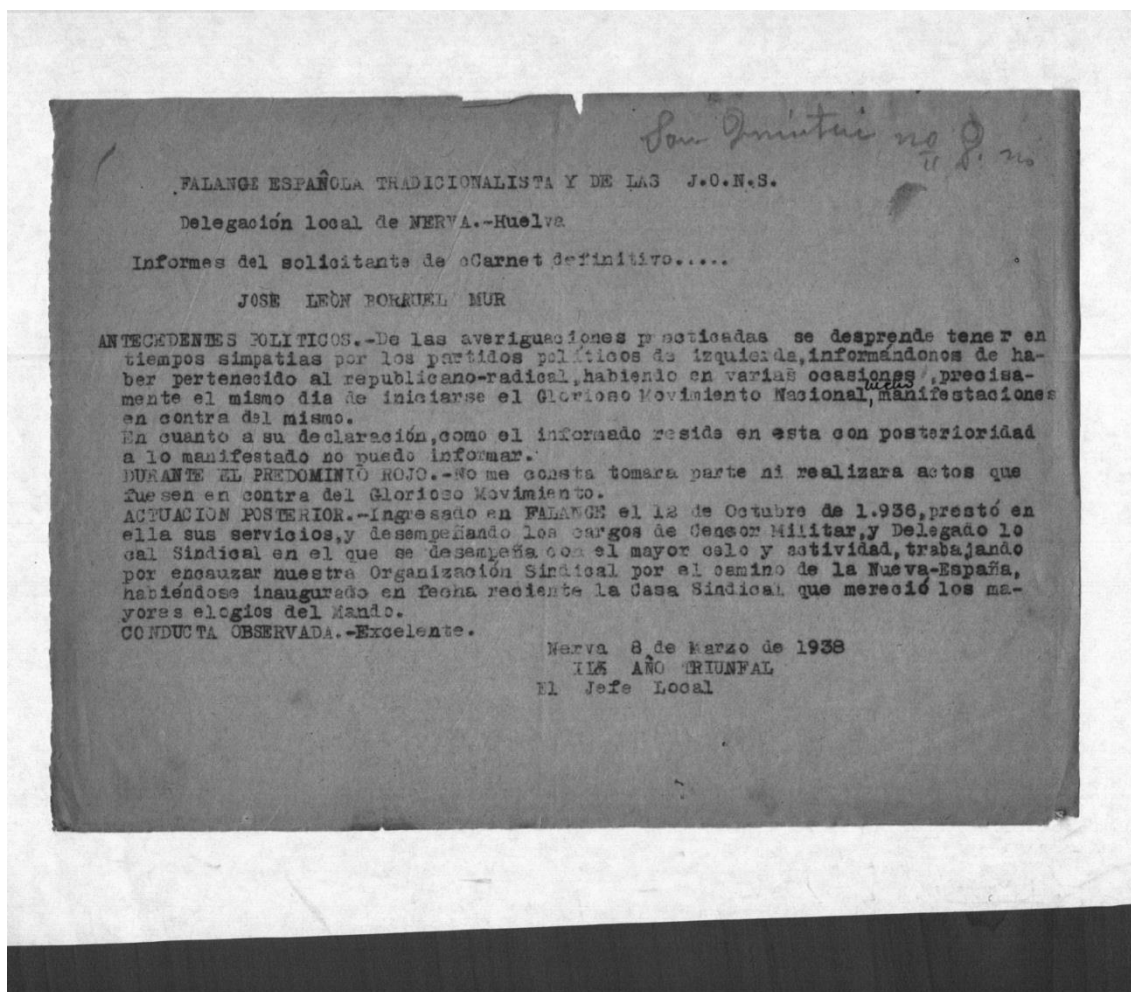 FALANGE ESPAÑOLA TRADICIONALISTA Y DE LAS J.O.N.S.
Delegación local de NERVA.-Huelva
Informes del solicitante de cCarnet definitivo.....
JOSE LEÒN BORRUEL MUR
ANTECEDENTES POLITICOS.-De las averiguaciones practicadas se desprende tener en
tiempos simpatias por los partidos políticos de izquierda,informándonos de ha-
ber pertenecido al republicano-radical,habiendo en varias ocasiones ,precisa-
mente el mismo dia de iniciarse el Glorioso Movimiento Nacional, manifestaciones
en contra del mismo.
En cuanto a su declaración,como el informado reside en esta con posterioridad
a lo manifestado no puedo informar.
DURANTE EL PREDOMINIO ROJO.-No me consta tomara parte ni realizara actos que
fuesen en contra del Glorioso Movimiento.
ACTUACION POSTERIOR.-Ingresado en FALANGE el 12 de Octubre de 1.936,prestó en
ella sus servicios,y desempeñando los cargos de Censor Militar,y Delegado lo
cal Sindical en el que se desempeña con el mayor celo y actividad,trabajando
por encauzar nuestra Organización Sindical por el camino de la Nueva-España,
habiéndose inaugurado en fecha reciente la Casa Sindical que mereció los ma-
yores elogios del Mando.
CONDUCTA OBSERVADA.-Excelente.
Nerva 8 de Marzo de 1938
AÑO TRIUNFAL
El Jefe Local